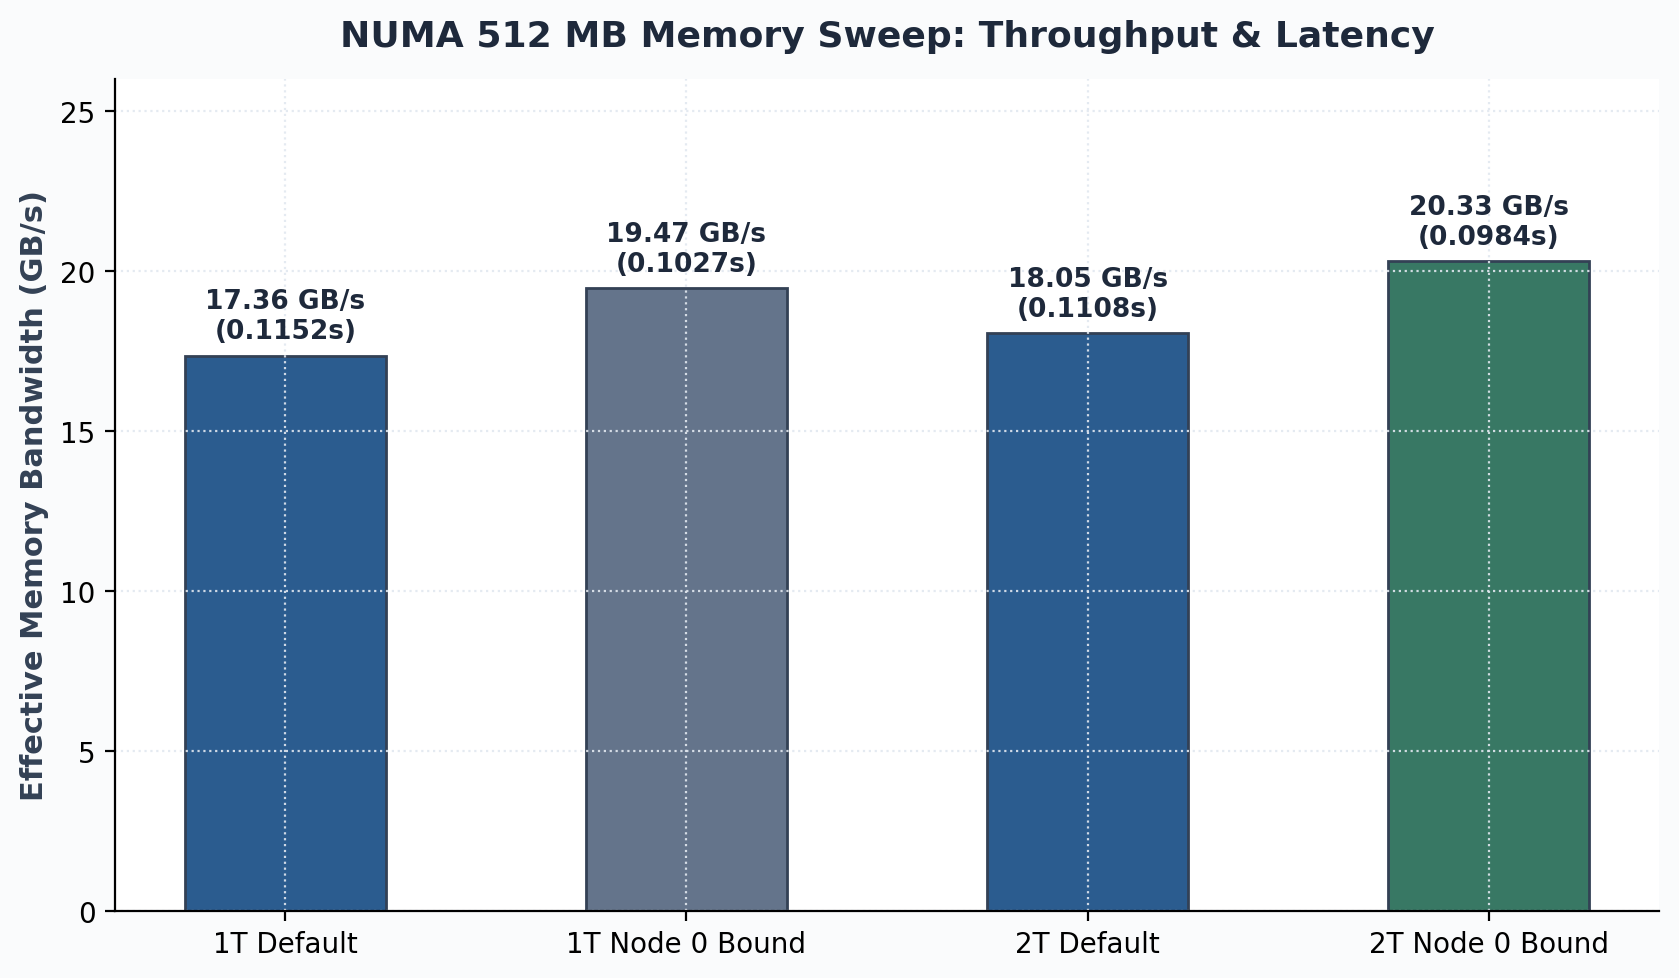 NUMA 512 MB Memory Sweep: Throughput & Latency
Effective Memory Bandwidth (GB/s)
25
20
15
10
5
0
17.36 GB/s
(0.1152s)
19.47 GB/s
(0.1027s)
18.05 GB/s
(0.1108s)
20.33 GB/s
(0.0984s)
1T Default
1T Node 0 Bound
2T Default
2T Node 0 Bound